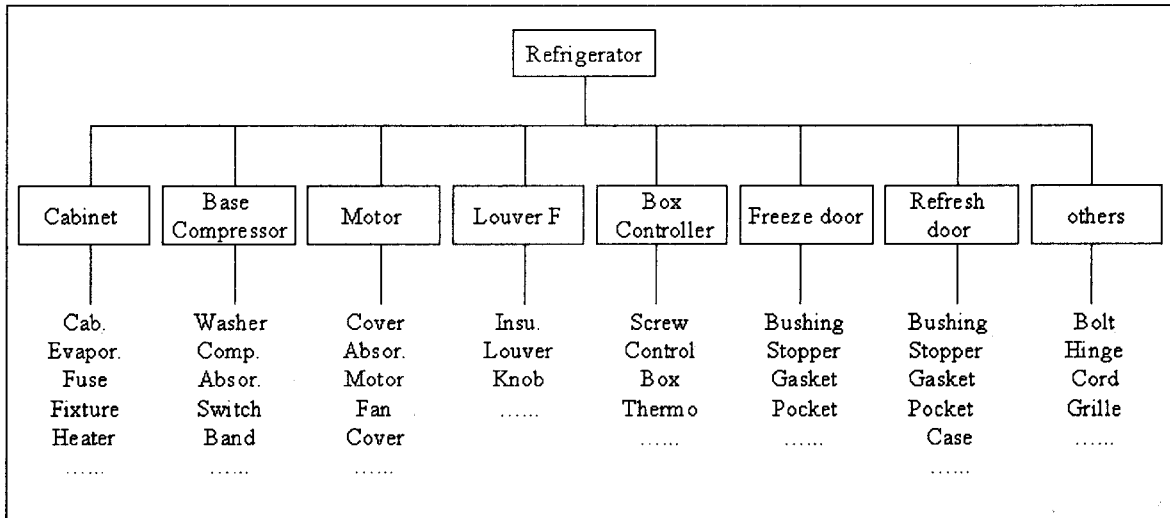 Refrigerator
Cabinet
Base
Compressor
Motor
Louver F
Box
Controller
Freeze door
Refresh
door
others
Cab.
Evapor.
Fuse
Fixture
Heater
......
Washer
Comp.
Absor.
Switch
Band
......
Cover
Absor.
Motor
Fan
Cover
......
Insu.
Louver
Knob
......
Screw
Control
Box
Thermo
......
Bushing
Stopper
Gasket
Pocket
......
Bushing
Stopper
Gasket
Pocket
Case
......
Bolt
Hinge
Cord
Grille
......